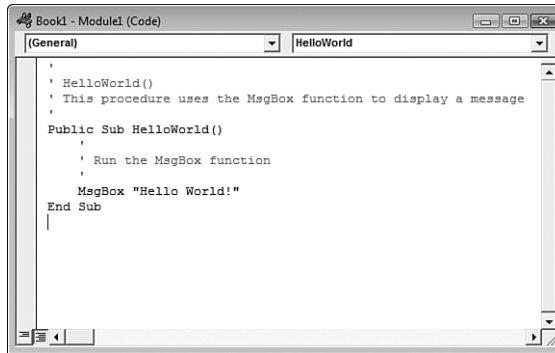 Book1 - Module1 (Code)
(General) HelloWorld
'
' HelloWorld()
' This procedure uses the MsgBox function to display a message
'
Public Sub HelloWorld()
'
' Run the MsgBox function
'
MsgBox "Hello World!"
End Sub